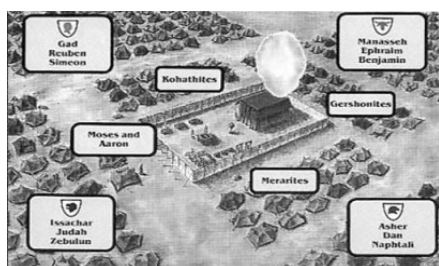 Gad
Reuben
Simeon
Manasseh
Ephraim
Benjamin
Kohathites
Gershonites
Moses and
Aaron
Merarites
Issachar
Judah
Zebulun
Asher
Dan
Naphtali